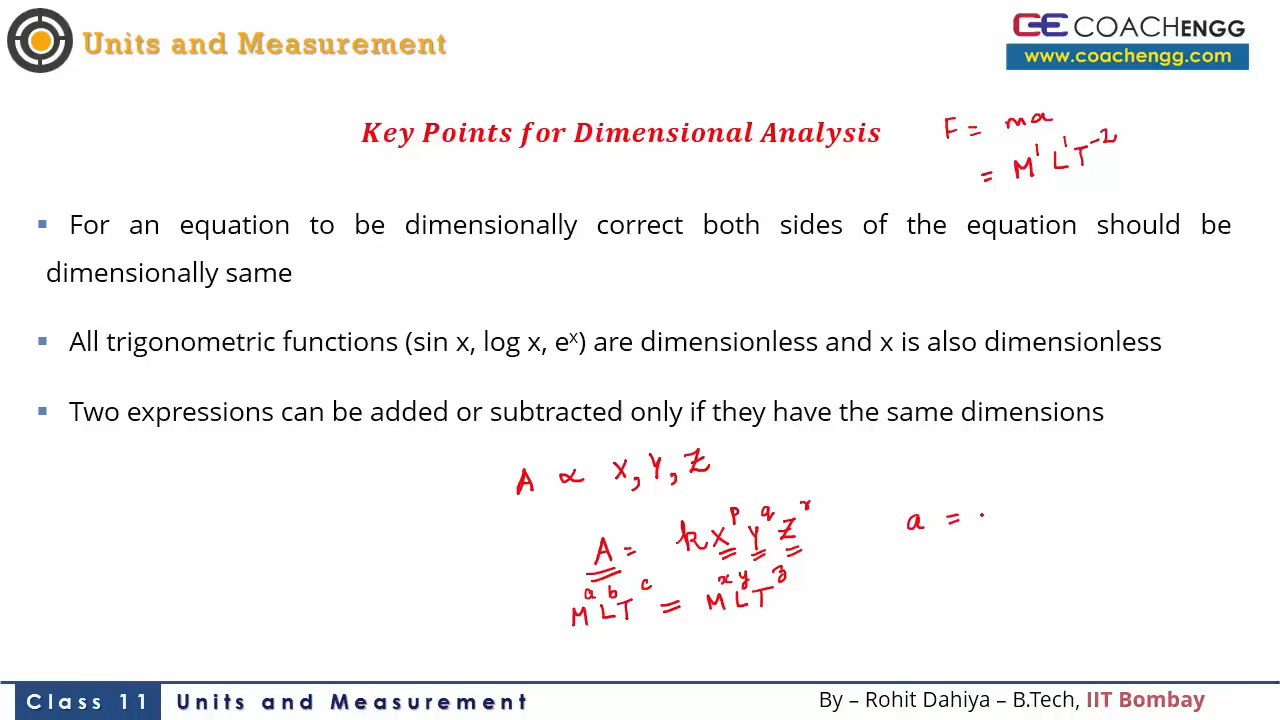 Units and Measurement
CE COACHENGG
www.coachengg.com
Key Points for Dimensional Analysis
F = ma
= M¹ L¹ T⁻²
▪ For an equation to be dimensionally correct both sides of the equation should be
dimensionally same
▪ All trigonometric functions (sin x, log x, eˣ) are dimensionless and x is also dimensionless
▪ Two expressions can be added or subtracted only if they have the same dimensions
A ∝ X, Y, Z
A = k X^p Y^q Z^r
a =
M^a L^b T^c = M^x L^y T^z
Class 11 Units and Measurement
By – Rohit Dahiya – B.Tech, IIT Bombay